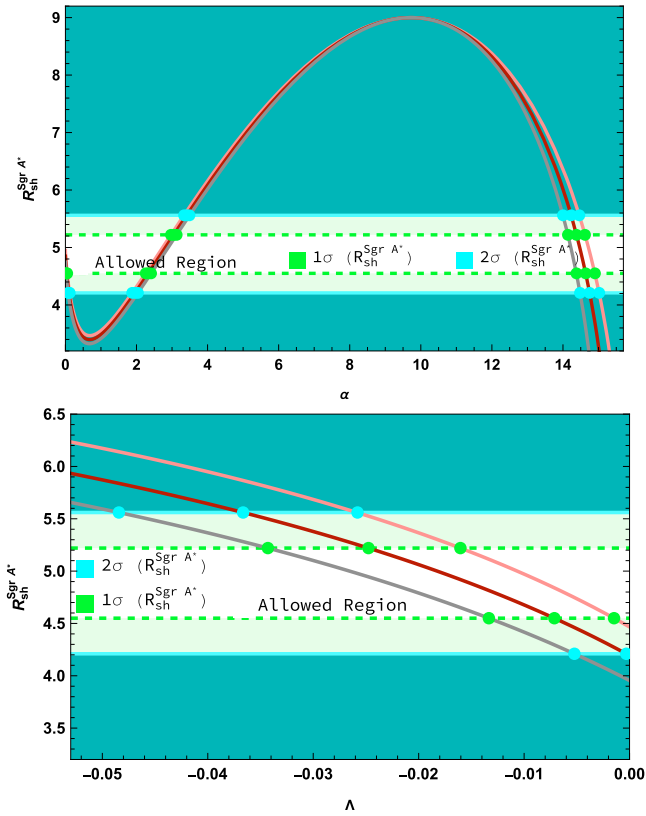 9
8
7
6
5
4
R_sh^Sgr A*
Allowed Region
1σ (R_sh^Sgr A*)
2σ (R_sh^Sgr A*)
0 2 4 6 8 10 12 14
α
6.5
6.0
5.5
5.0
4.5
4.0
3.5
R_sh^Sgr A*
2σ (R_sh^Sgr A*)
1σ (R_sh^Sgr A*)
Allowed Region
−0.05 −0.04 −0.03 −0.02 −0.01 0.00
Λ